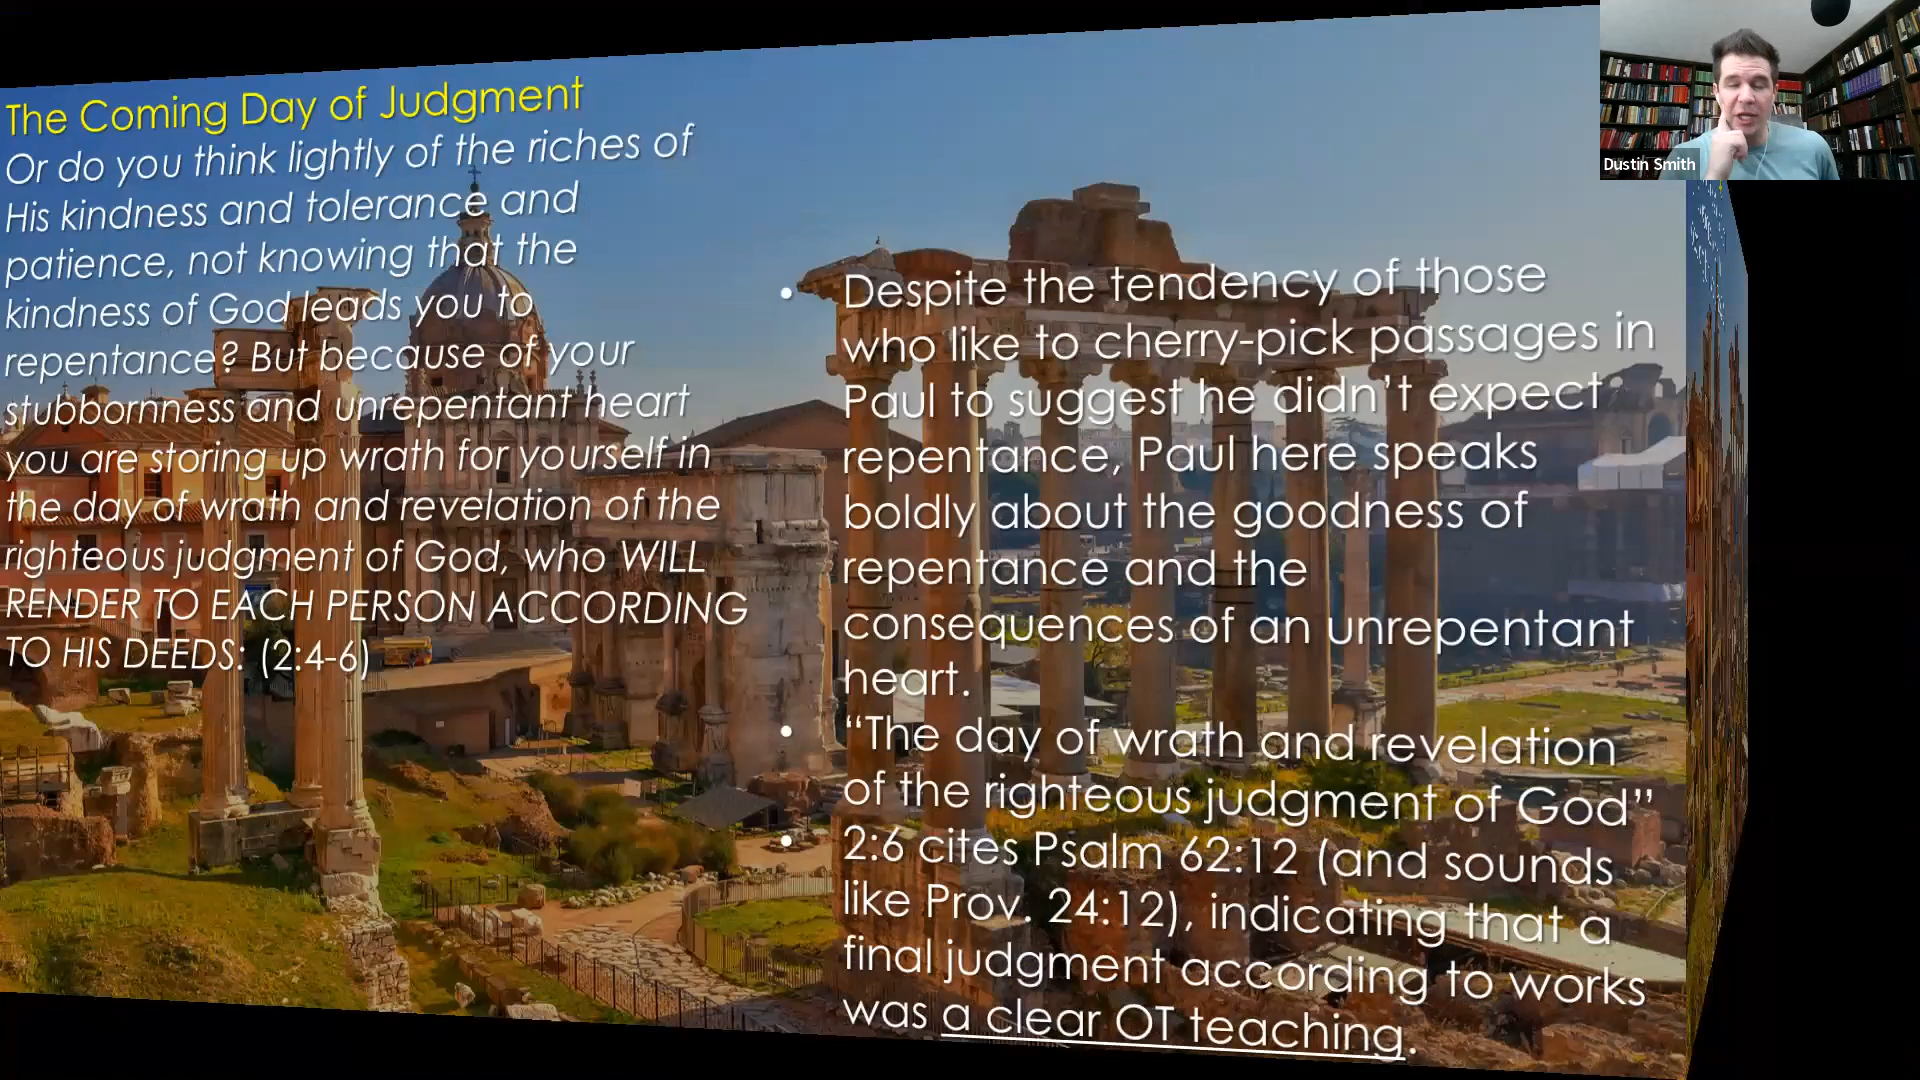 The Coming Day of Judgment
Or do you think lightly of the riches of
His kindness and tolerance and
patience, not knowing that the
kindness of God leads you to
repentance? But because of your
stubbornness and unrepentant heart
you are storing up wrath for yourself in
the day of wrath and revelation of the
righteous judgment of God, who WILL
RENDER TO EACH PERSON ACCORDING
TO HIS DEEDS: (2:4-6)
• Despite the tendency of those
who like to cherry-pick passages in
Paul to suggest he didn't expect
repentance, Paul here speaks
boldly about the goodness of
repentance and the
consequences of an unrepentant
heart.
• “The day of wrath and revelation
of the righteous judgment of God”
• 2:6 cites Psalm 62:12 (and sounds
like Prov. 24:12), indicating that a
final judgment according to works
was a clear OT teaching.
Dustin Smith